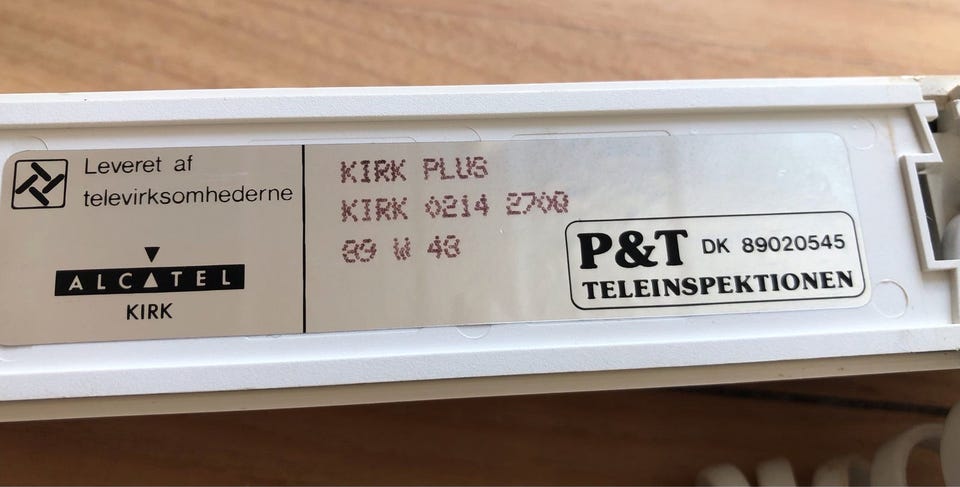 Leveret af
televirksomhederne
ALCATEL
KIRK
KIRK PLUS
KIRK 0214 2700
89 W 48
P&T DK 89020545
TELEINSPEKTIONEN